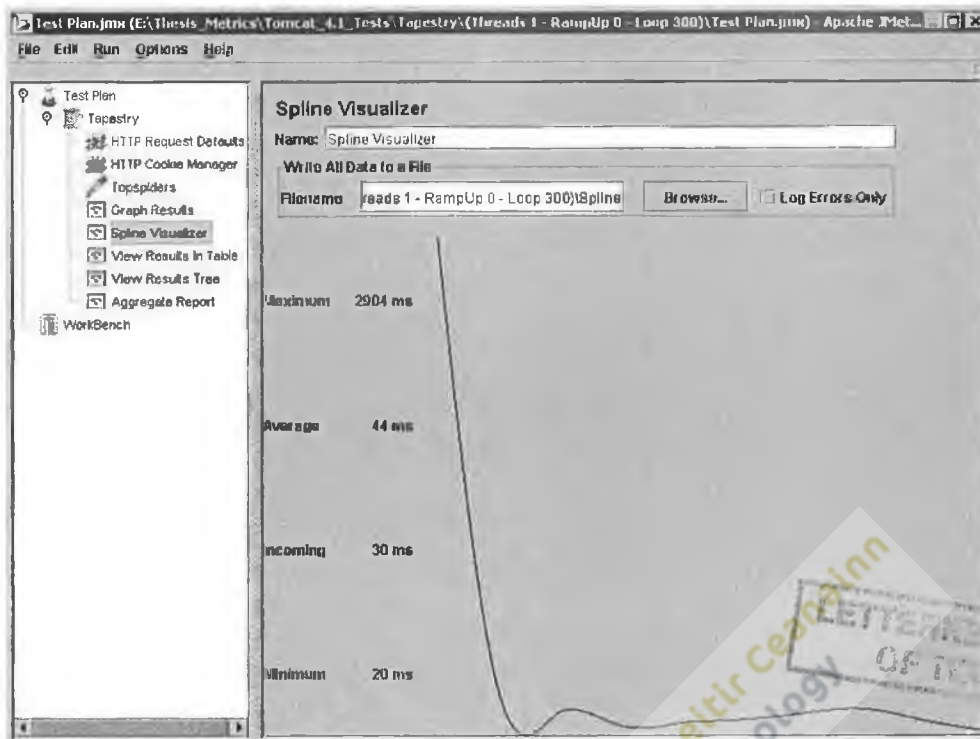 Test Plan.jmx (E:\Thesis_Metrics\Tomcat_4.1_Tests\Tapestry\(Threads 1 - RampUp 0 - Loop 300)\Test Plan.jmx) - Apache JMet...
File Edit Run Options Help
Test Plan
Tapestry
HTTP Request Defaults
HTTP Cookie Manager
Topspiders
Graph Results
Spline Visualizer
View Results in Table
View Results Tree
Aggregate Report
WorkBench
Spline Visualizer
Name: Spline Visualizer
Write All Data to a File
Filename reads 1 - RampUp 0 - Loop 300)\Spline Browse... Log Errors Only
Maximum 2904 ms
Average 44 ms
Incoming 30 ms
Minimum 20 ms
eitir Ceanainn
ology